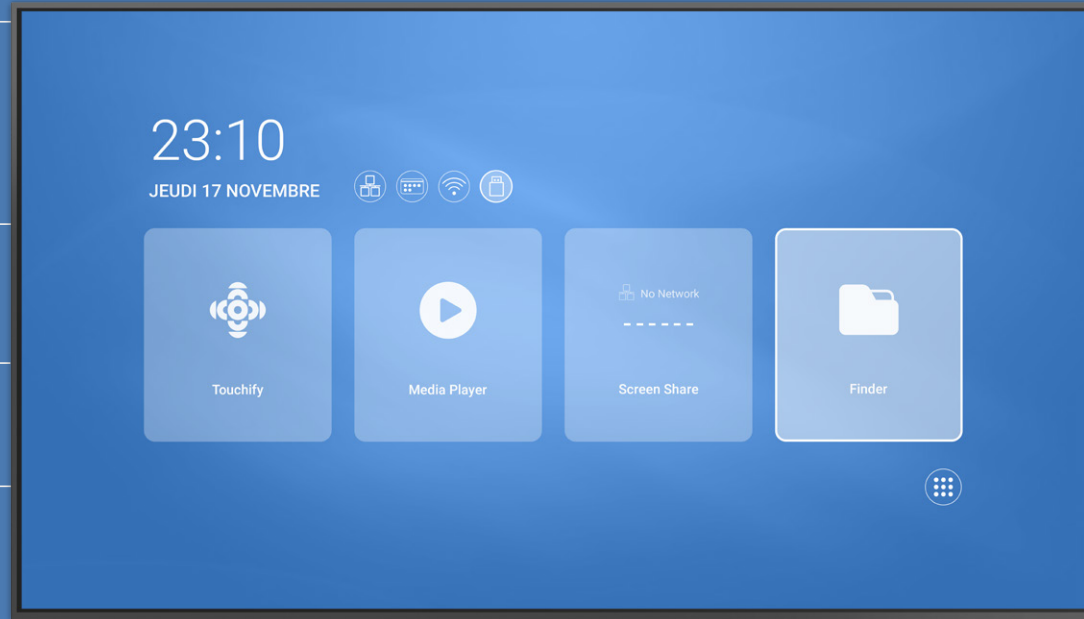 23:10
JEUDI 17 NOVEMBRE
No Network
Touchify
Media Player
Screen Share
Finder